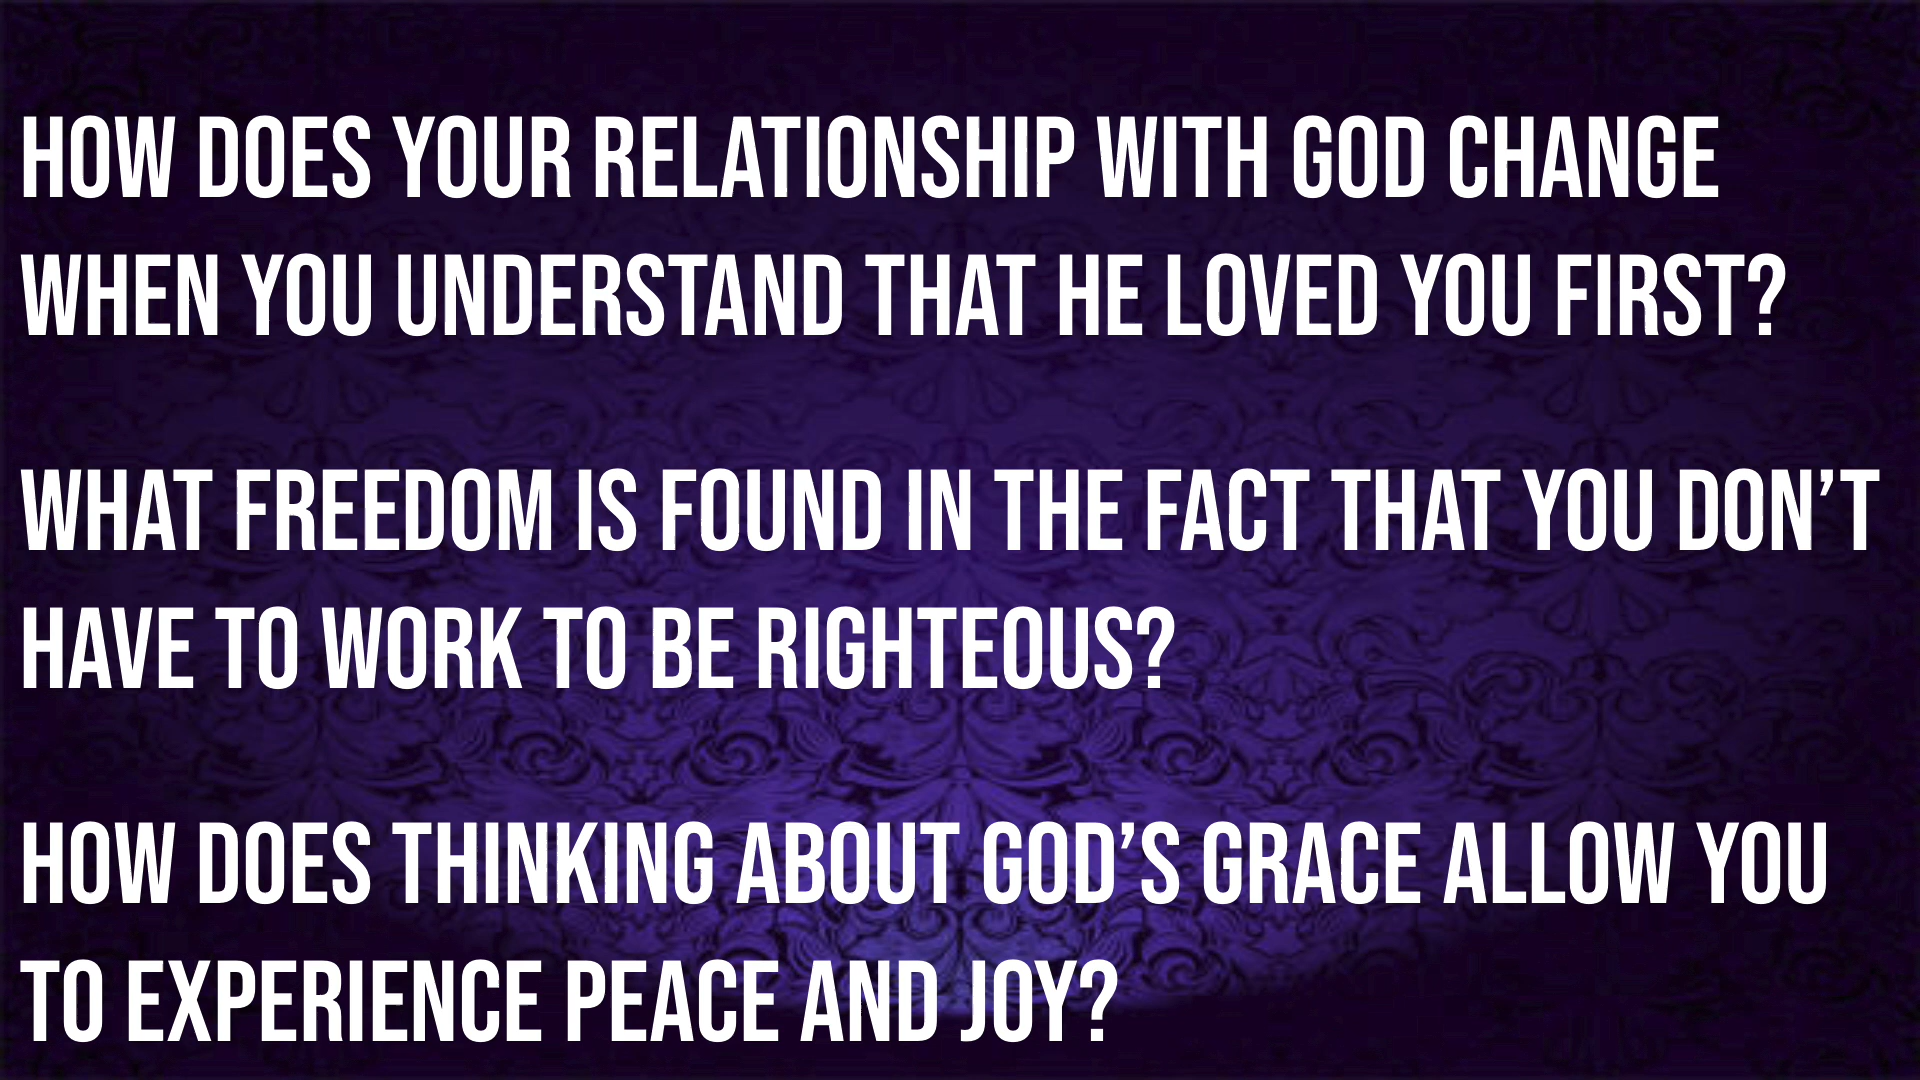 HOW DOES YOUR RELATIONSHIP WITH GOD CHANGE
WHEN YOU UNDERSTAND THAT HE LOVED YOU FIRST?
WHAT FREEDOM IS FOUND IN THE FACT THAT YOU DON’T
HAVE TO WORK TO BE RIGHTEOUS?
HOW DOES THINKING ABOUT GOD’S GRACE ALLOW YOU
TO EXPERIENCE PEACE AND JOY?